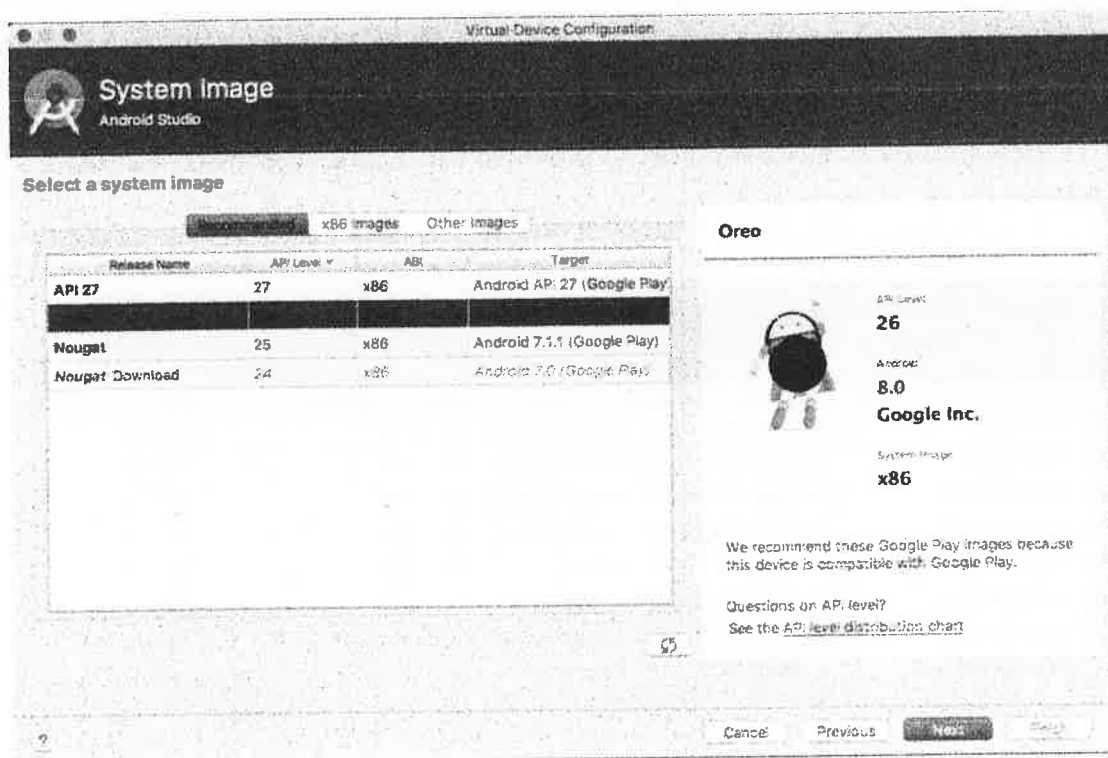 Virtual Device Configuration
System Image
Android Studio
Select a system image
Recommended x86 Images Other Images
Release Name API Level ▼ ABI Target
API 27 27 x86 Android API 27 (Google Play
Nougat 25 x86 Android 7.1.1 (Google Play)
Nougat Download 24 x86 Android 7.0 (Google Play)
Oreo
API Level
26
Android
8.0
Google Inc.
System Image
x86
We recommend these Google Play images because
this device is compatible with Google Play.
Questions on API level?
See the API level distribution chart
?
Cancel Previous Next Finish